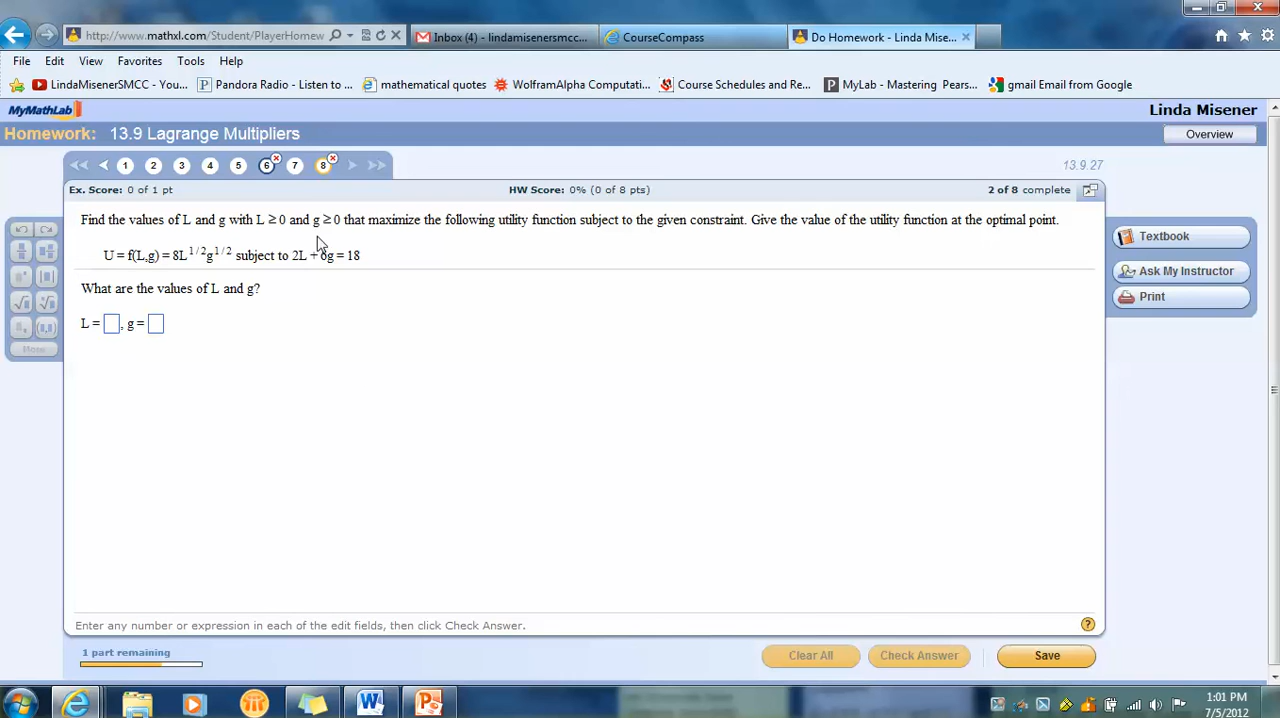 http://www.mathxl.com/Student/PlayerHomew
Inbox (4) - lindamisenersmcc...
CourseCompass
Do Homework - Linda Mise...
File Edit View Favorites Tools Help
LindaMisenerSMCC - You... Pandora Radio - Listen to ... mathematical quotes WolframAlpha Computati... Course Schedules and Re... MyLab - Mastering Pears... gmail Email from Google
MyMathLab
Linda Misener
Homework: 13.9 Lagrange Multipliers
Overview
1 2 3 4 5 6 7 8
13.9.27
Ex. Score: 0 of 1 pt
HW Score: 0% (0 of 8 pts)
2 of 8 complete
Find the values of L and g with L ≥ 0 and g ≥ 0 that maximize the following utility function subject to the given constraint. Give the value of the utility function at the optimal point.
U = f(L,g) = 8L^1/2 g^1/2 subject to 2L + 6g = 18
What are the values of L and g?
L = , g =
Textbook
Ask My Instructor
Print
More
Enter any number or expression in each of the edit fields, then click Check Answer.
1 part remaining
Clear All
Check Answer
Save
1:01 PM
7/5/2012